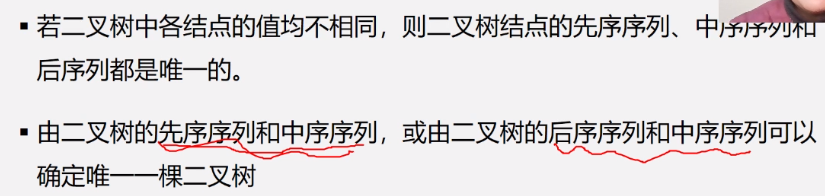 ▪ 若二叉树中各结点的值均不相同，则二叉树结点的先序序列、中序序列和
后序列都是唯一的。
▪ 由二叉树的先序序列和中序序列，或由二叉树的后序序列和中序序列可以
确定唯一一棵二叉树